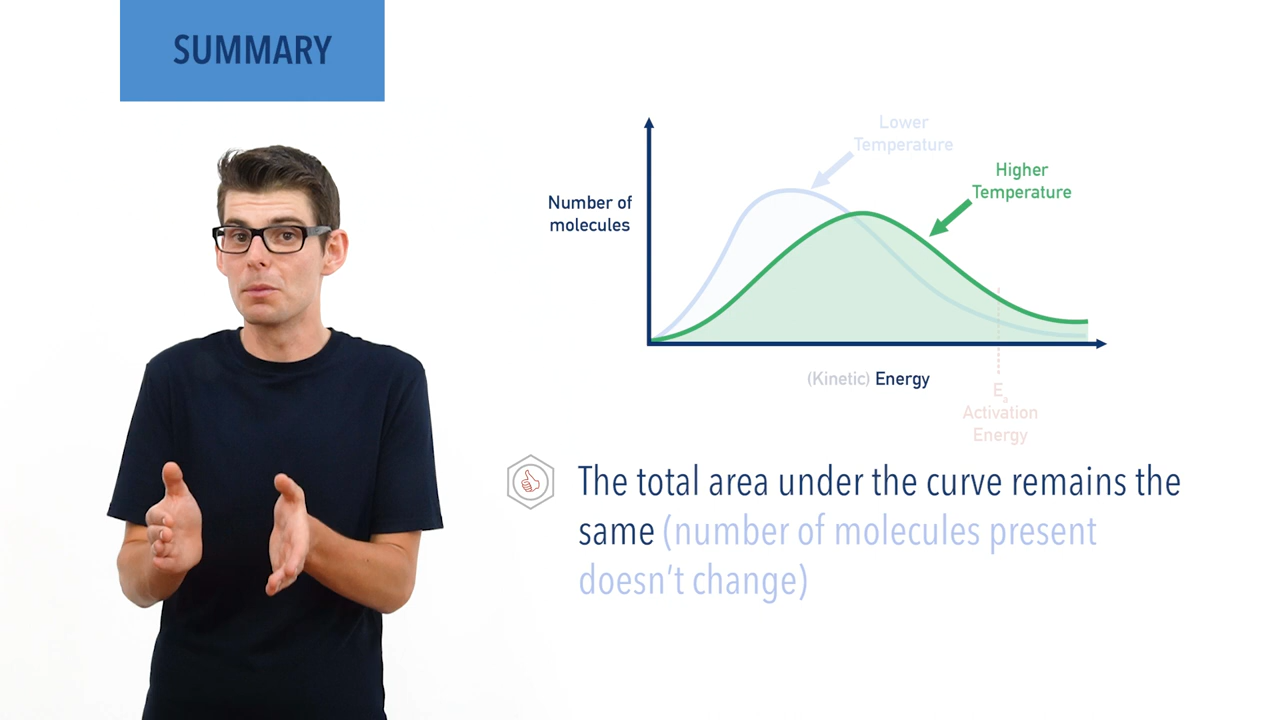 SUMMARY
Lower
Temperature
Higher
Temperature
Number of
molecules
(Kinetic) Energy
Ea
Activation
Energy
The total area under the curve remains the
same (number of molecules present
doesn't change)